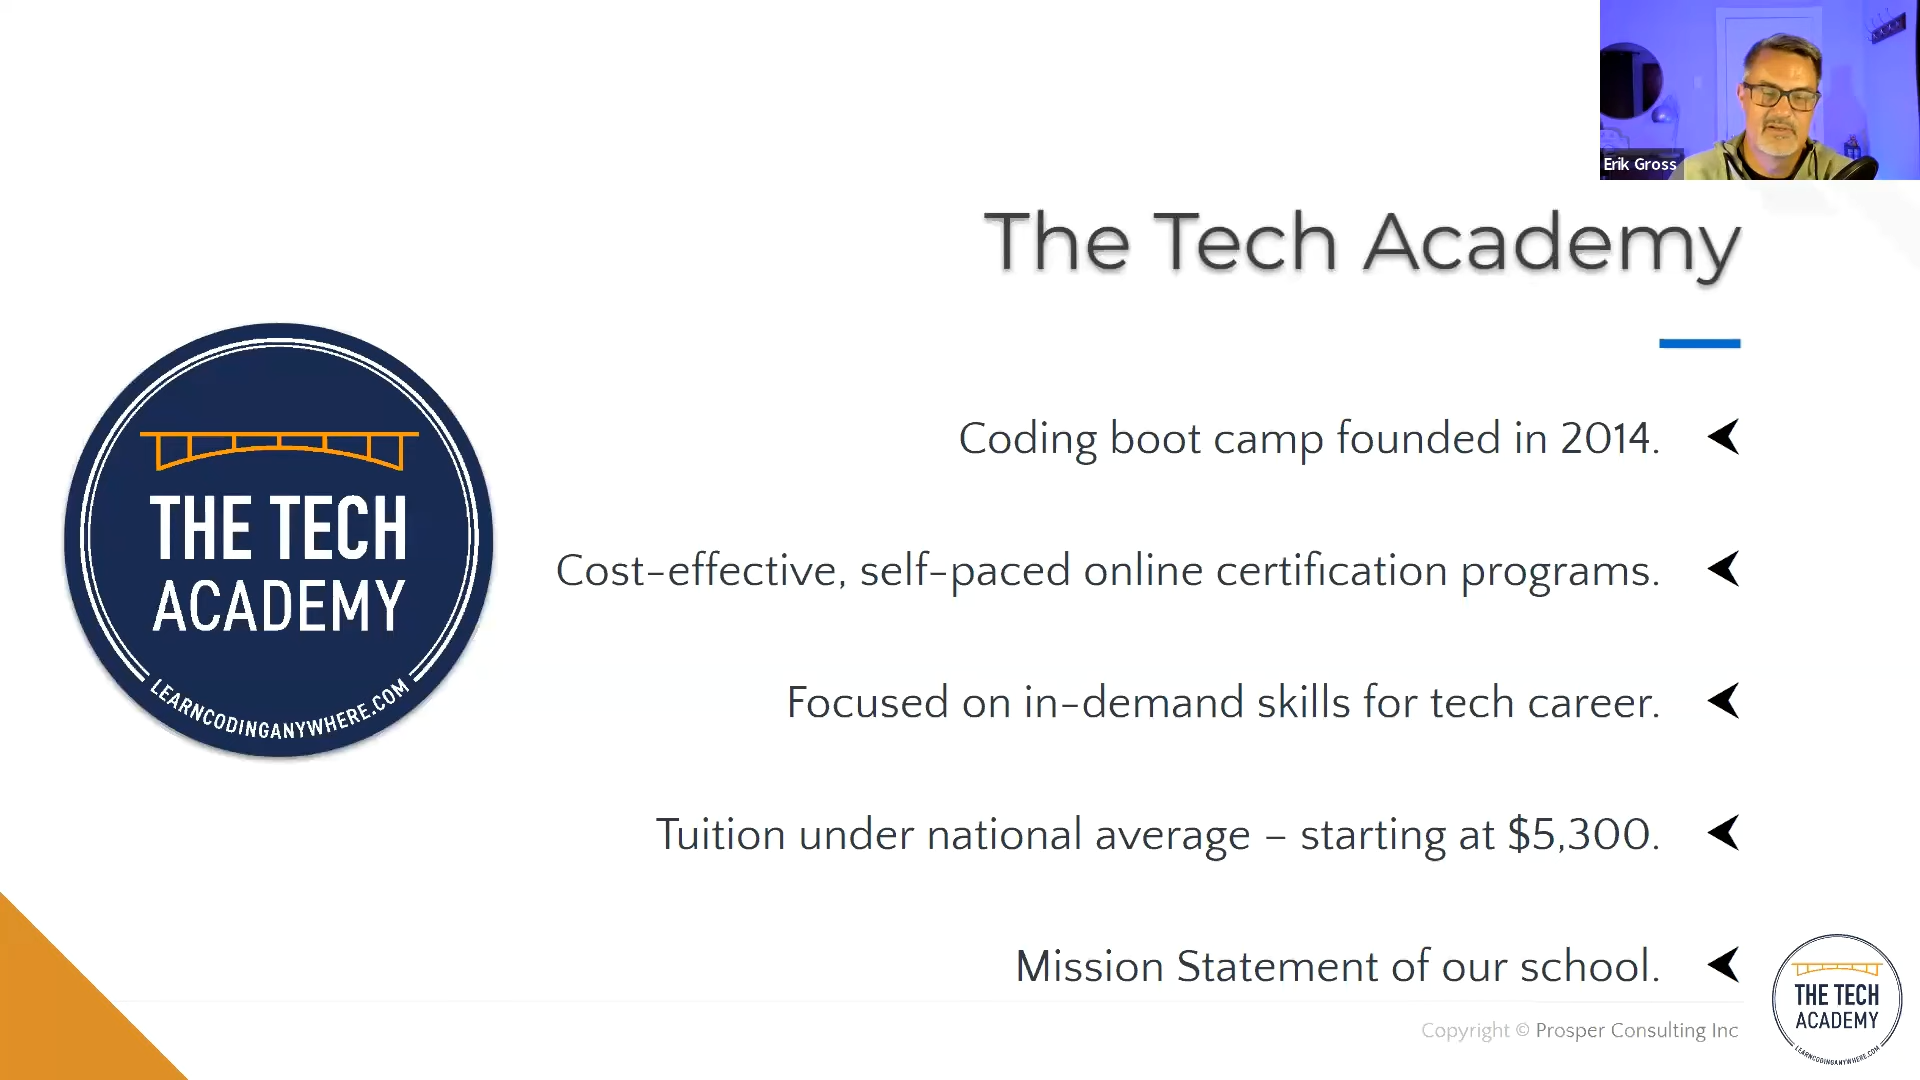 Erik Gross
The Tech Academy
THE TECH
ACADEMY
LEARNCODINGANYWHERE.COM
Coding boot camp founded in 2014.
Cost-effective, self-paced online certification programs.
Focused on in-demand skills for tech career.
Tuition under national average – starting at $5,300.
Mission Statement of our school.
Copyright © Prosper Consulting Inc
THE TECH
ACADEMY
LEARNCODINGANYWHERE.COM